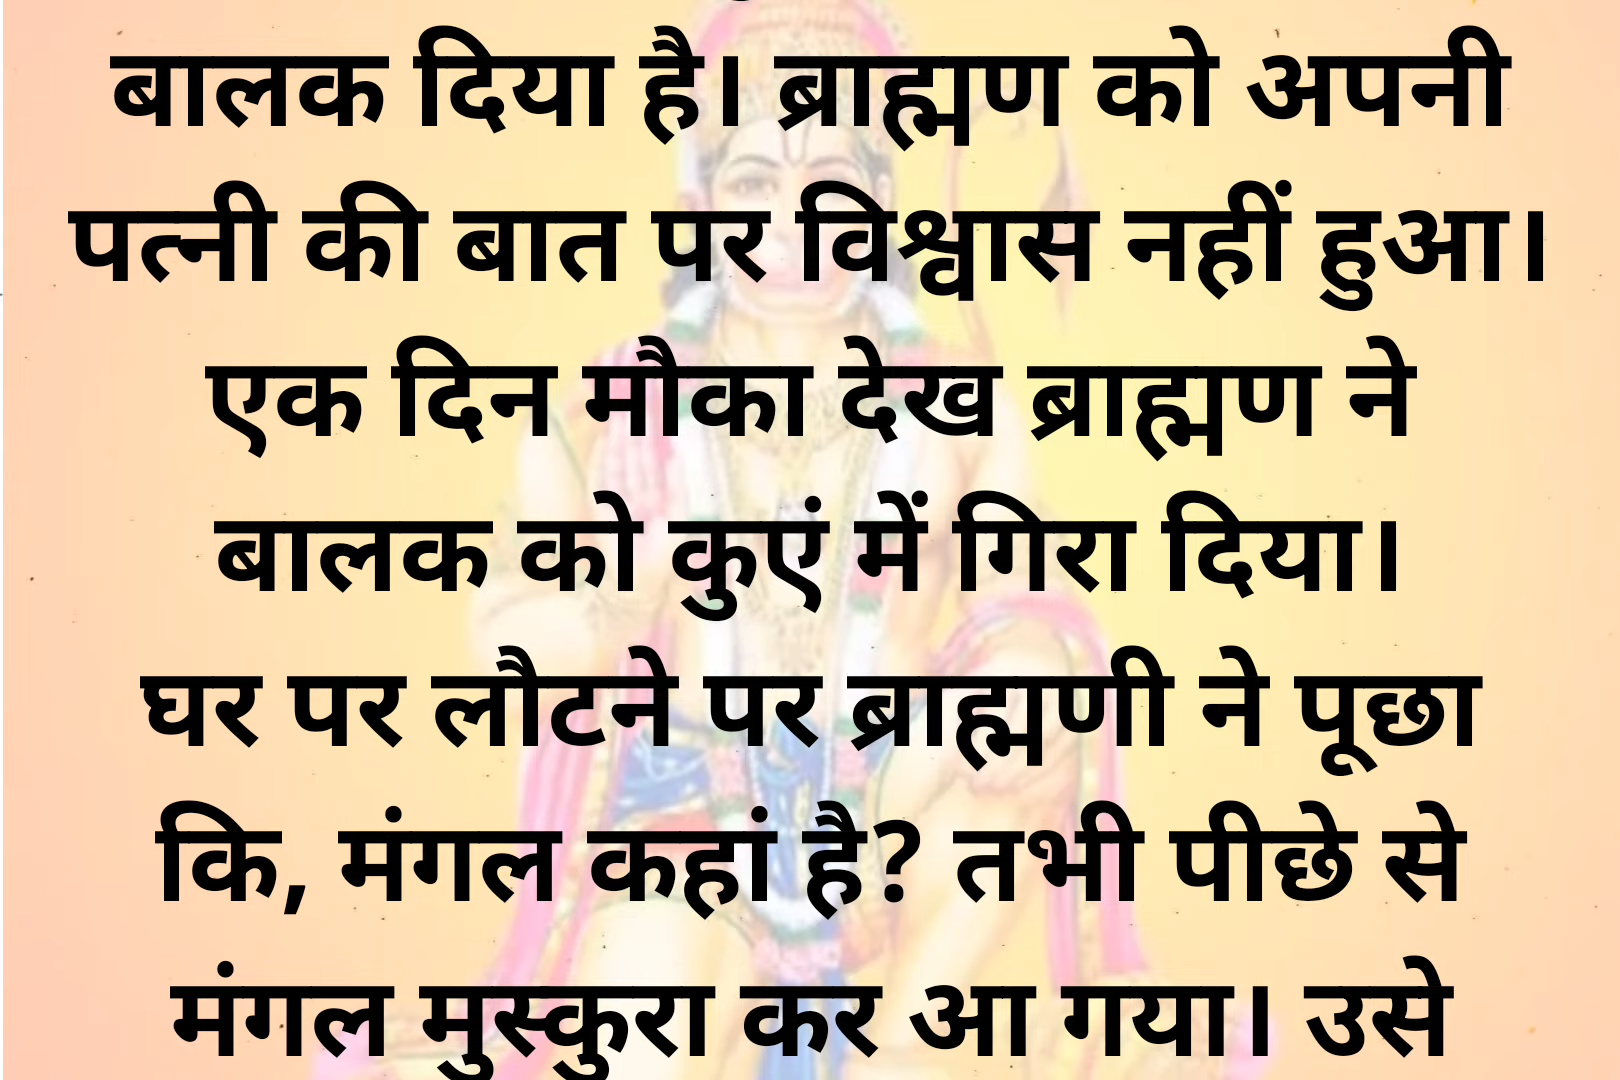 बालक दिया है। ब्राह्मण को अपनी
पत्नी की बात पर विश्वास नहीं हुआ।
एक दिन मौका देख ब्राह्मण ने
बालक को कुएं में गिरा दिया।
घर पर लौटने पर ब्राह्मणी ने पूछा
कि, मंगल कहां है? तभी पीछे से
मंगल मुस्कुरा कर आ गया। उसे